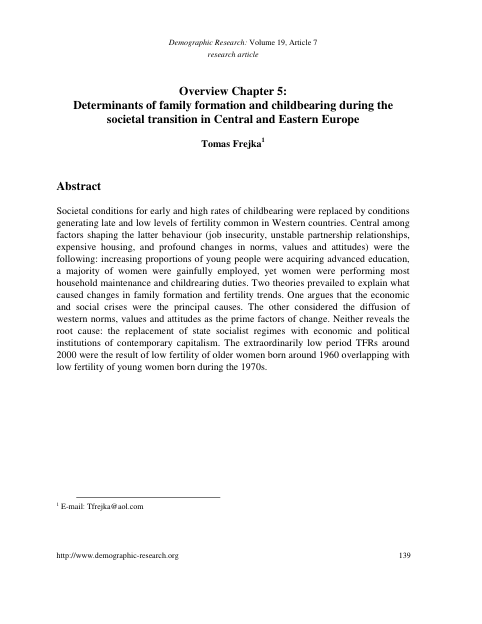 Demographic Research: Volume 19, Article 7
research article
Overview Chapter 5:
Determinants of family formation and childbearing during the
societal transition in Central and Eastern Europe
Tomas Frejka1
Abstract
Societal conditions for early and high rates of childbearing were replaced by conditions
generating late and low levels of fertility common in Western countries. Central among
factors shaping the latter behaviour (job insecurity, unstable partnership relationships,
expensive housing, and profound changes in norms, values and attitudes) were the
following: increasing proportions of young people were acquiring advanced education,
a majority of women were gainfully employed, yet women were performing most
household maintenance and childrearing duties. Two theories prevailed to explain what
caused changes in family formation and fertility trends. One argues that the economic
and social crises were the principal causes. The other considered the diffusion of
western norms, values and attitudes as the prime factors of change. Neither reveals the
root cause: the replacement of state socialist regimes with economic and political
institutions of contemporary capitalism. The extraordinarily low period TFRs around
2000 were the result of low fertility of older women born around 1960 overlapping with
low fertility of young women born during the 1970s.
1 E-mail: Tfrejka@aol.com
http://www.demographic-research.org 139